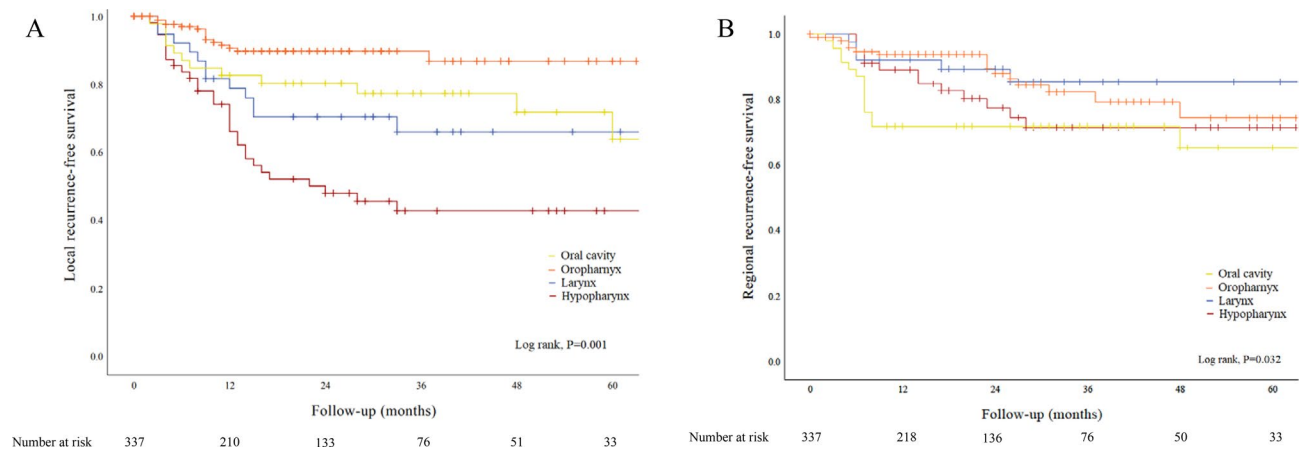 A
Local recurrence-free survival
1.0
0.8
0.6
0.4
0.2
0.0
Oral cavity
Oropharnyx
Larynx
Hypopharynx
Log rank, P=0.001
0 12 24 36 48 60
Follow-up (months)
Number at risk 337 210 133 76 51 33
B
Regional recurrence-free survival
1.0
0.8
0.6
0.4
0.2
0.0
Oral cavity
Oropharynx
Larynx
Hypopharynx
Log rank, P=0.032
0 12 24 36 48 60
Follow-up (months)
Number at risk 337 218 136 76 50 33